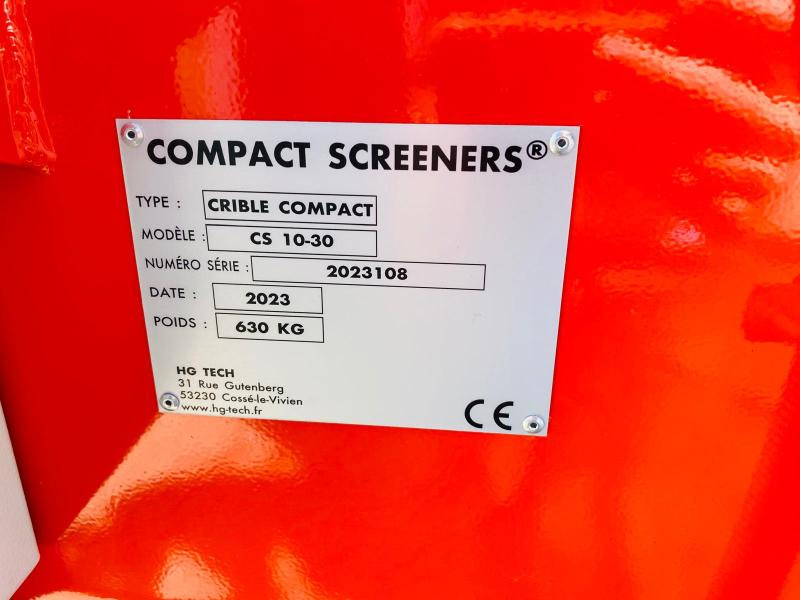 COMPACT SCREENERS®
TYPE : CRIBLE COMPACT
MODÈLE : CS 10-30
NUMÉRO SÉRIE : 2023108
DATE : 2023
POIDS : 630 KG
HG TECH
31 Rue Gutenberg
53230 Cossé-le-Vivien
www.hg-tech.fr
CE